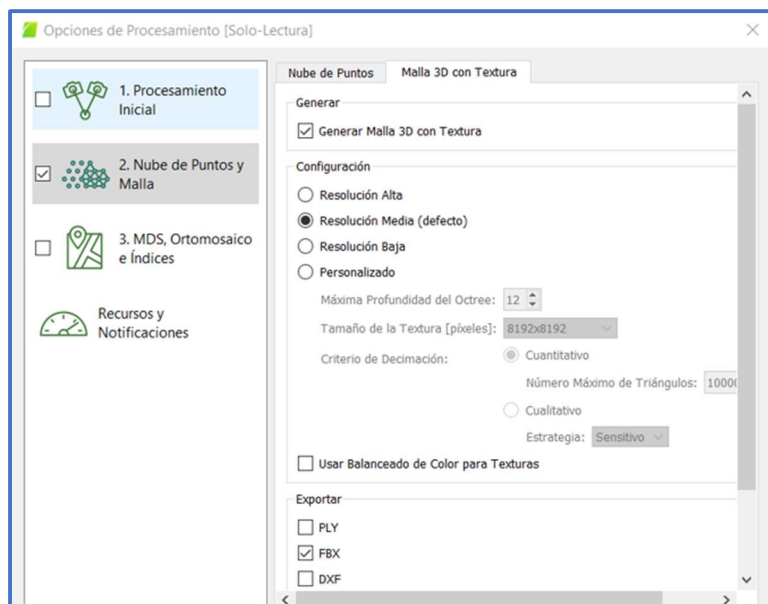 Opciones de Procesamiento [Solo-Lectura]
1. Procesamiento
Inicial
2. Nube de Puntos y
Malla
3. MDS, Ortomosaico
e Índices
Recursos y
Notificaciones
Nube de Puntos
Malla 3D con Textura
Generar
Generar Malla 3D con Textura
Configuración
Resolución Alta
Resolución Media (defecto)
Resolución Baja
Personalizado
Máxima Profundidad del Octree: 12
Tamaño de la Textura [píxeles]: 8192x8192
Criterio de Decimación: Cuantitativo
Número Máximo de Triángulos:
Cualitativo
Estrategia: Sensitivo
Usar Balanceado de Color para Texturas
Exportar
PLY
FBX
DXF